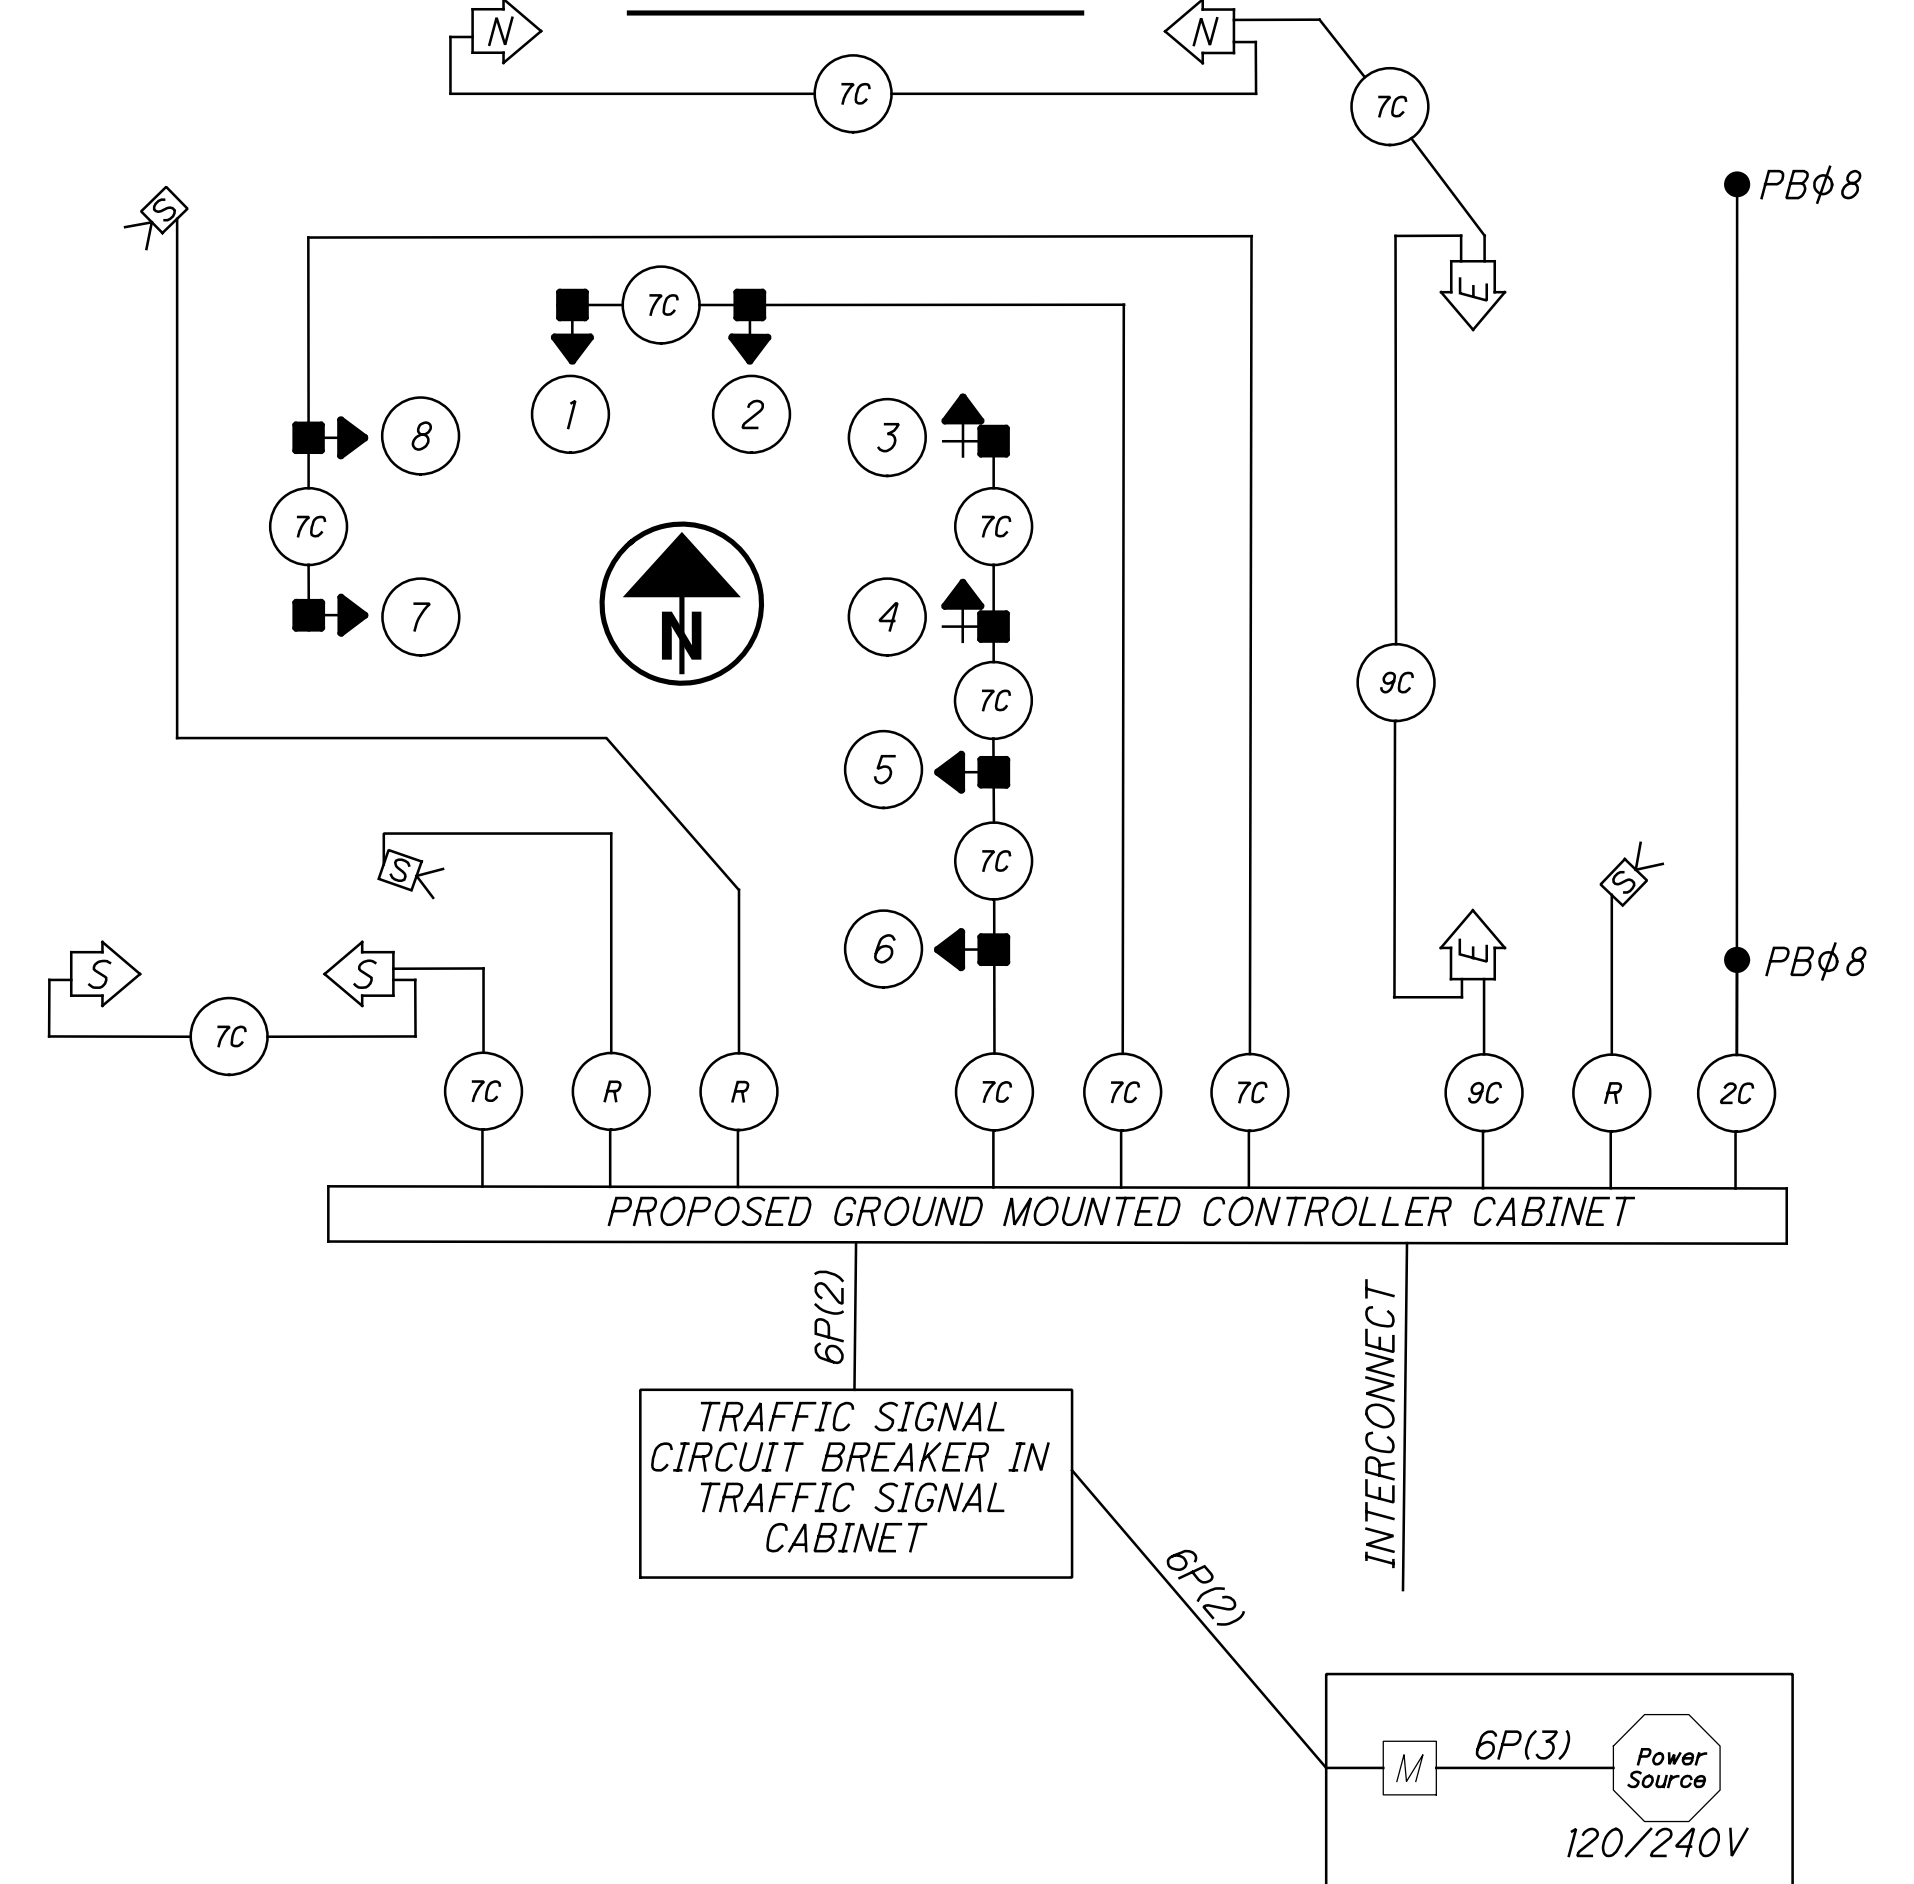 N
N
7C
7C
PBϕ8
S
E
7C
1
2
3
8
7C
7C
N
4
7
7C
9C
5
7C
S
S
6
E
PBϕ8
S
S
7C
7C
R
R
7C
7C
7C
9C
R
2C
PROPOSED GROUND MOUNTED CONTROLLER CABINET
6P(2)
INTERCONNECT
TRAFFIC SIGNAL
CIRCUIT BREAKER IN
TRAFFIC SIGNAL
CABINET
6P(2)
M
6P(3)
Power
Source
120/240V